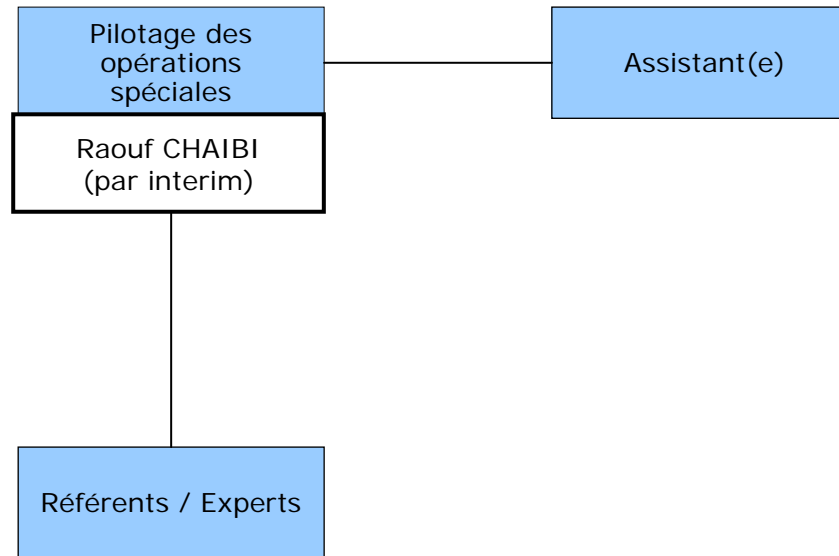 Pilotage des
opérations
spéciales
Assistant(e)
Raouf CHAIBI
(par interim)
Référents / Experts